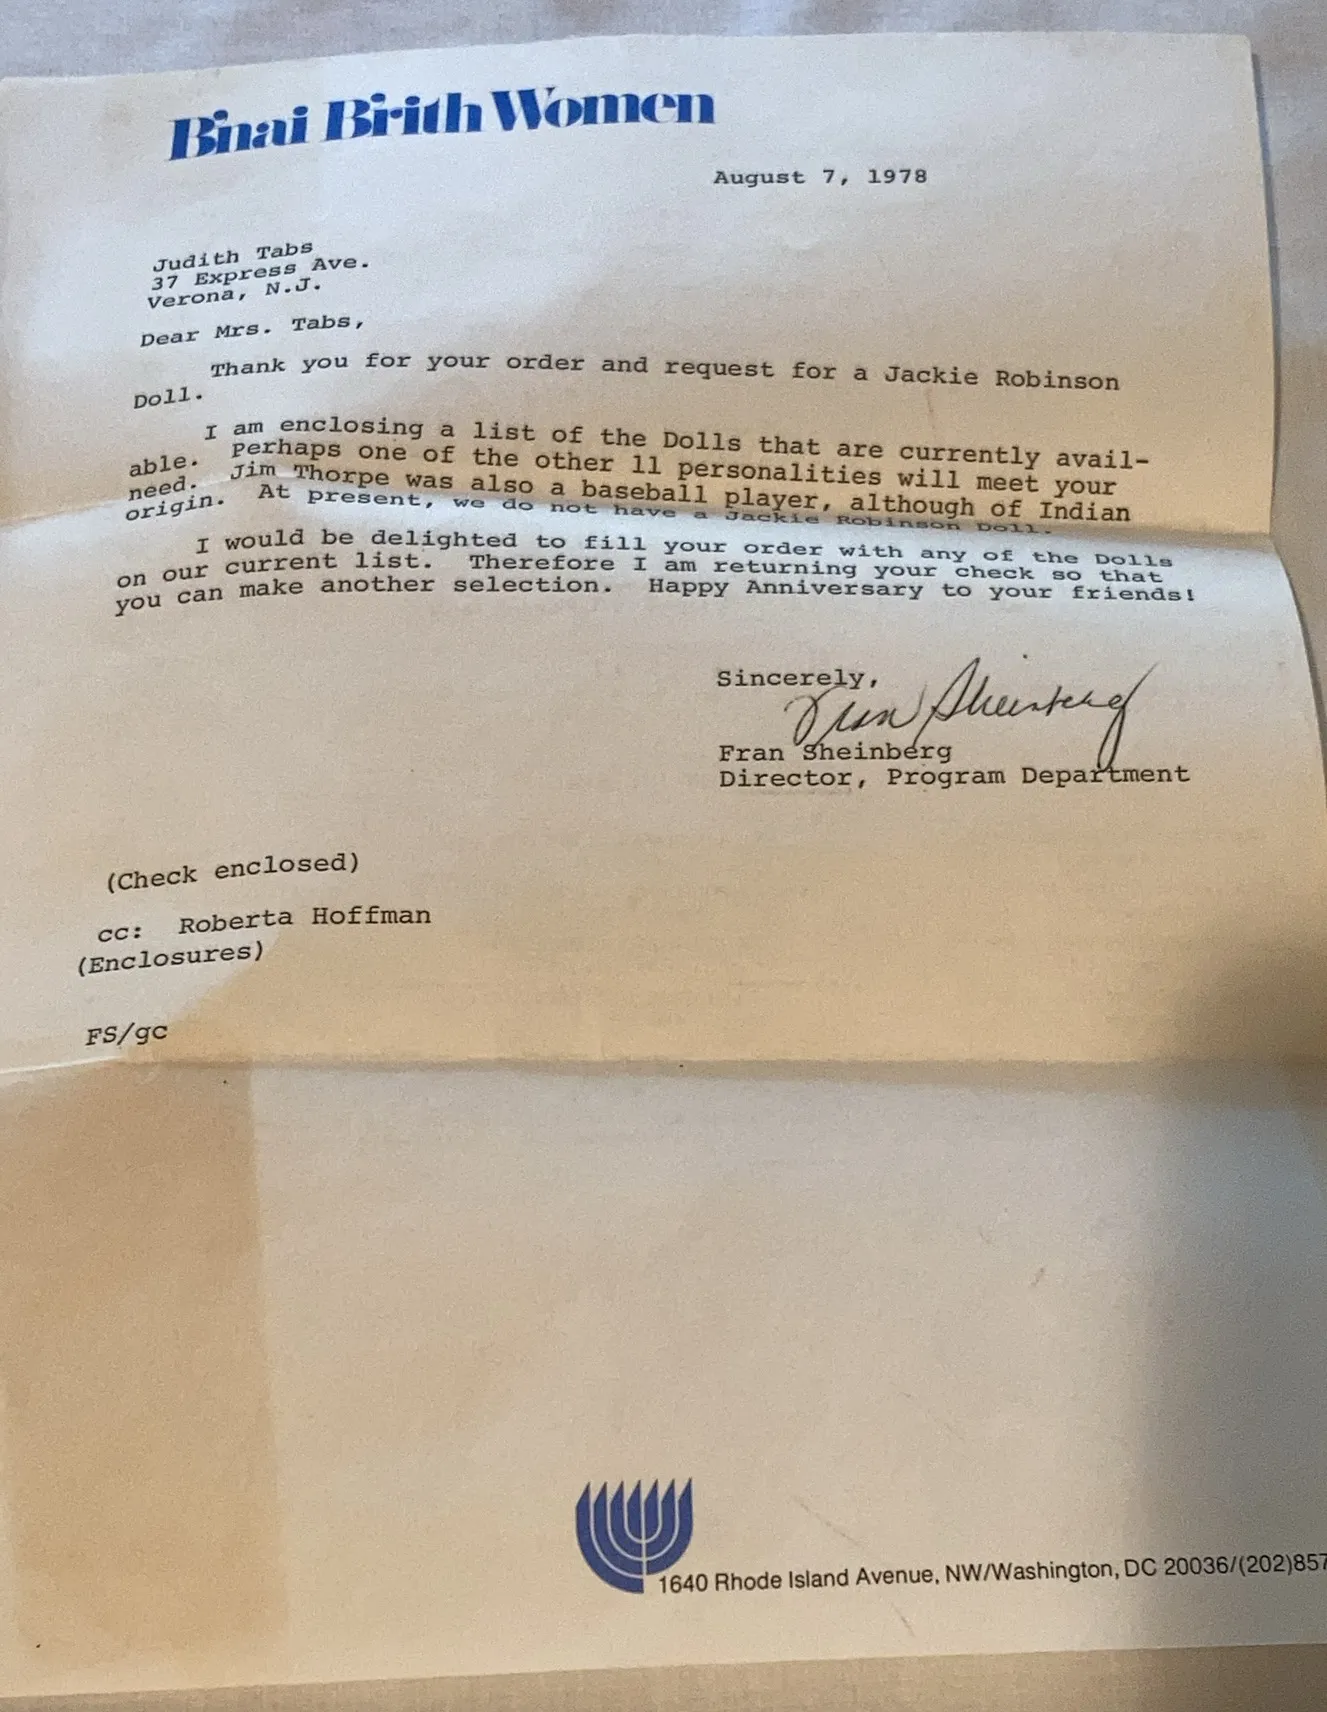 B'nai B'rith Women
August 7, 1978
Judith Tabs
37 Express Ave.
Verona, N.J.
Dear Mrs. Tabs,
Thank you for your order and request for a Jackie Robinson
Doll.
I am enclosing a list of the Dolls that are currently avail-
able. Perhaps one of the other 11 personalities will meet your
need. Jim Thorpe was also a baseball player, although of Indian
origin. At present, we do not have a Jackie Robinson Doll.
I would be delighted to fill your order with any of the Dolls
on our current list. Therefore I am returning your check so that
you can make another selection. Happy Anniversary to your friends!
Sincerely,
Fran Sheinberg
Fran Sheinberg
Director, Program Department
(Check enclosed)
cc: Roberta Hoffman
(Enclosures)
FS/gc
1640 Rhode Island Avenue, NW/Washington, DC 20036/(202)857